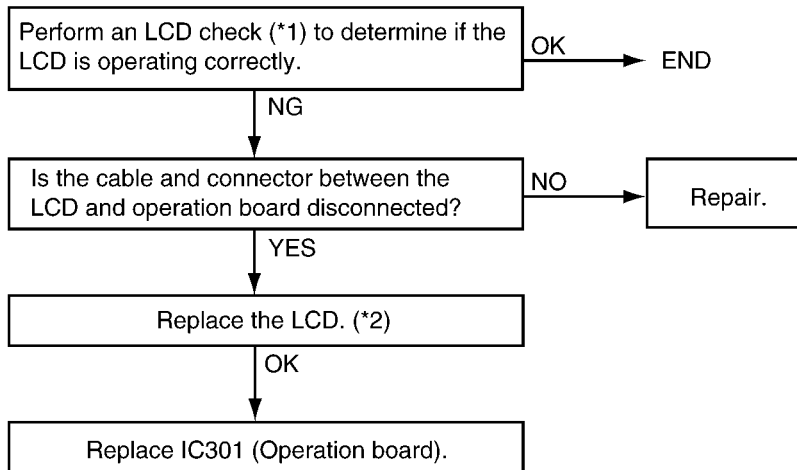 Perform an LCD check (*1) to determine if the
LCD is operating correctly.
OK
END
NG
Is the cable and connector between the
LCD and operation board disconnected?
NO
Repair.
YES
Replace the LCD. (*2)
OK
Replace IC301 (Operation board).